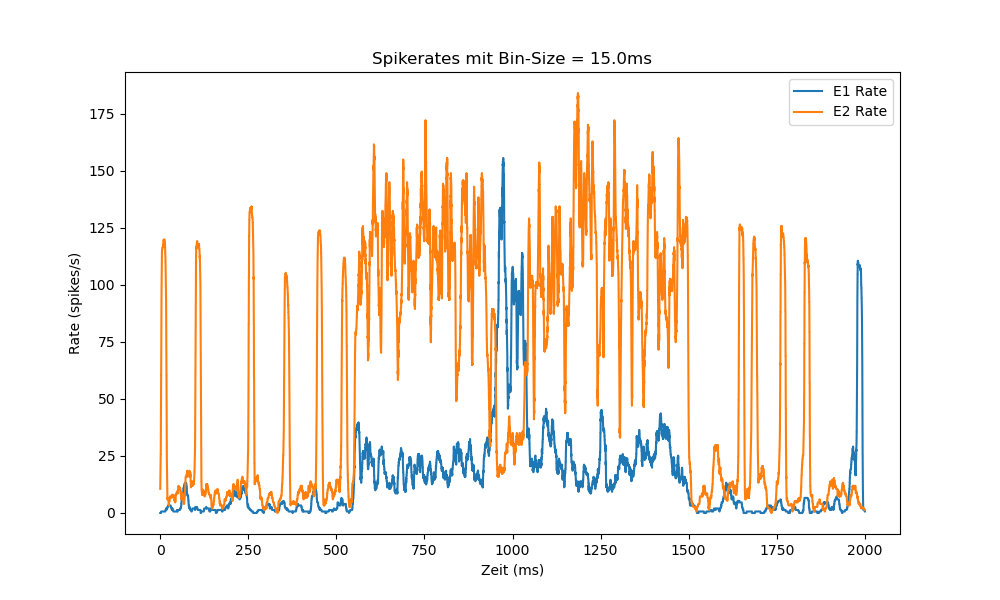 Spikerates mit Bin-Size = 15.0ms
E1 Rate
E2 Rate
175
150
125
100
75
50
25
0
Rate (spikes/s)
0 250 500 750 1000 1250 1500 1750 2000
Zeit (ms)